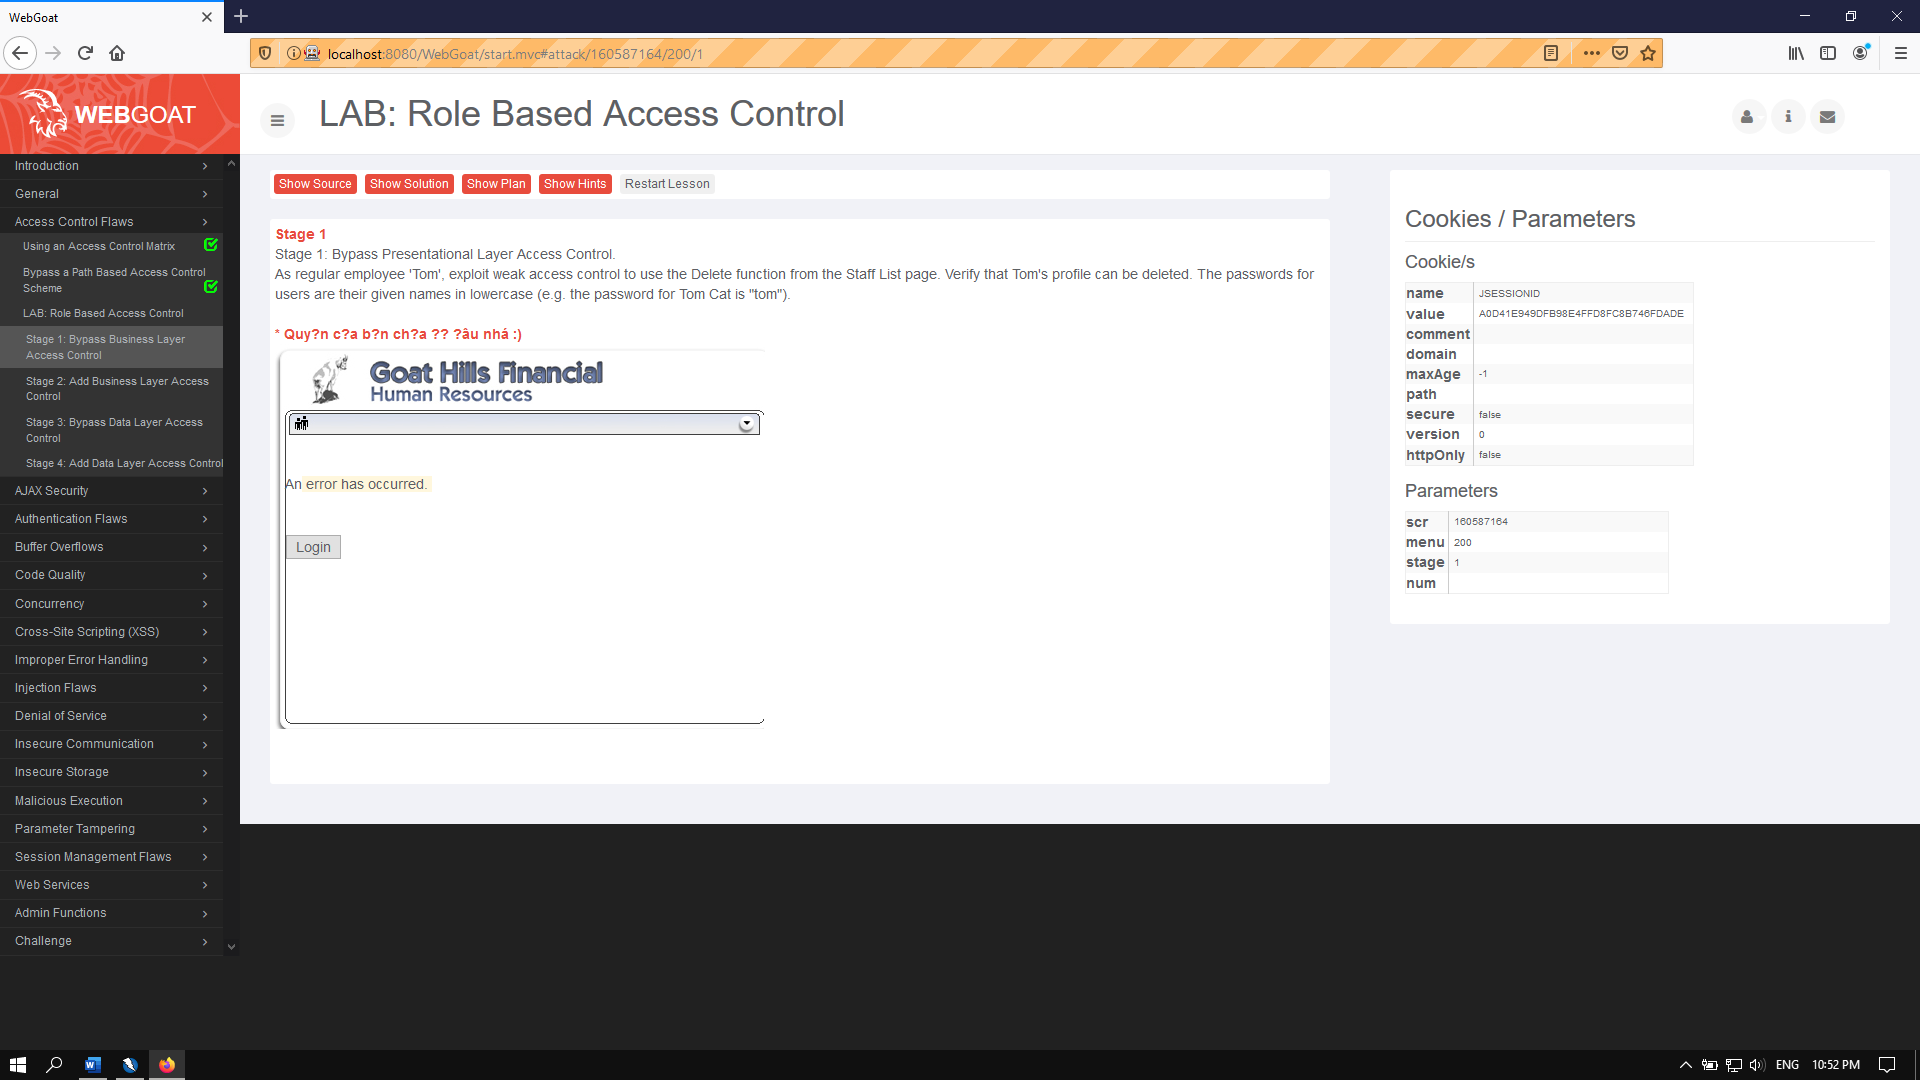 WebGoat
localhost:8080/WebGoat/start.mvc#attack/160587164/200/1
WEBGOAT
LAB: Role Based Access Control
Introduction
General
Access Control Flaws
Using an Access Control Matrix
Bypass a Path Based Access Control
Scheme
LAB: Role Based Access Control
Stage 1: Bypass Business Layer
Access Control
Stage 2: Add Business Layer Access
Control
Stage 3: Bypass Data Layer Access
Control
Stage 4: Add Data Layer Access Control
AJAX Security
Authentication Flaws
Buffer Overflows
Code Quality
Concurrency
Cross-Site Scripting (XSS)
Improper Error Handling
Injection Flaws
Denial of Service
Insecure Communication
Insecure Storage
Malicious Execution
Parameter Tampering
Session Management Flaws
Web Services
Admin Functions
Challenge
Show Source Show Solution Show Plan Show Hints Restart Lesson
Stage 1
Stage 1: Bypass Presentational Layer Access Control.
As regular employee 'Tom', exploit weak access control to use the Delete function from the Staff List page. Verify that Tom's profile can be deleted. The passwords for
users are their given names in lowercase (e.g. the password for Tom Cat is "tom").
* Quy?n c?a b?n ch?a ?? ?âu nhá :)
Goat Hills Financial
Human Resources
An error has occurred.
Login
Cookies / Parameters
Cookie/s
name JSESSIONID
value A0D41E949DFB98E4FFD8FC8B746FDADE
comment
domain
maxAge -1
path
secure false
version 0
httpOnly false
Parameters
scr 160587164
menu 200
stage 1
num
ENG 10:52 PM